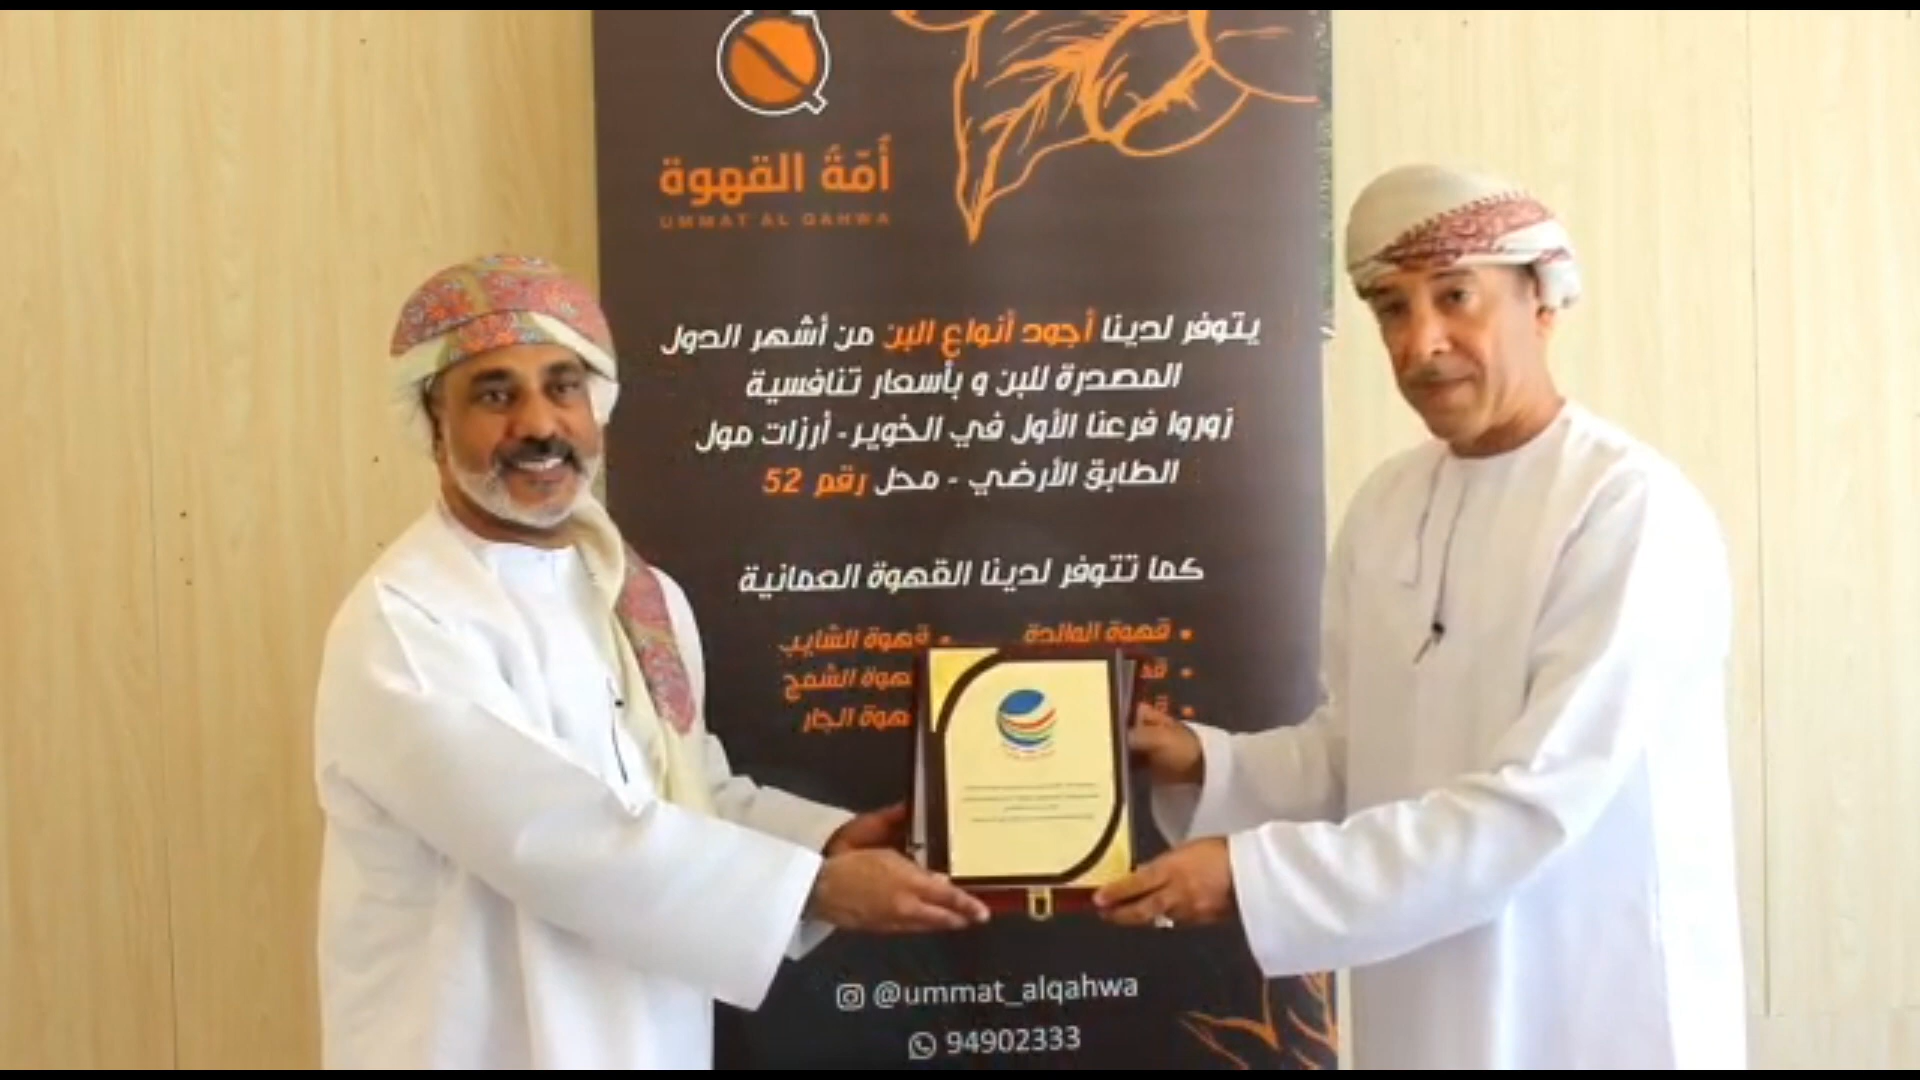 أمّةُ القهوة
UMMAT AL QAHWA
يتوفر لدينا أجود أنواع البن من أشهر الدول
المصدرة للبن و بأسعار تنافسية
زوروا فرعنا الأول في الخوير - أرزات مول
الطابق الأرضي - محل رقم 52
كما تتوفر لدينا القهوة العمانية
• قهوة الوالدة • قهوة الشايب
قهوة الشمج
قهوة الجار
@ummat_alqahwa
94902333